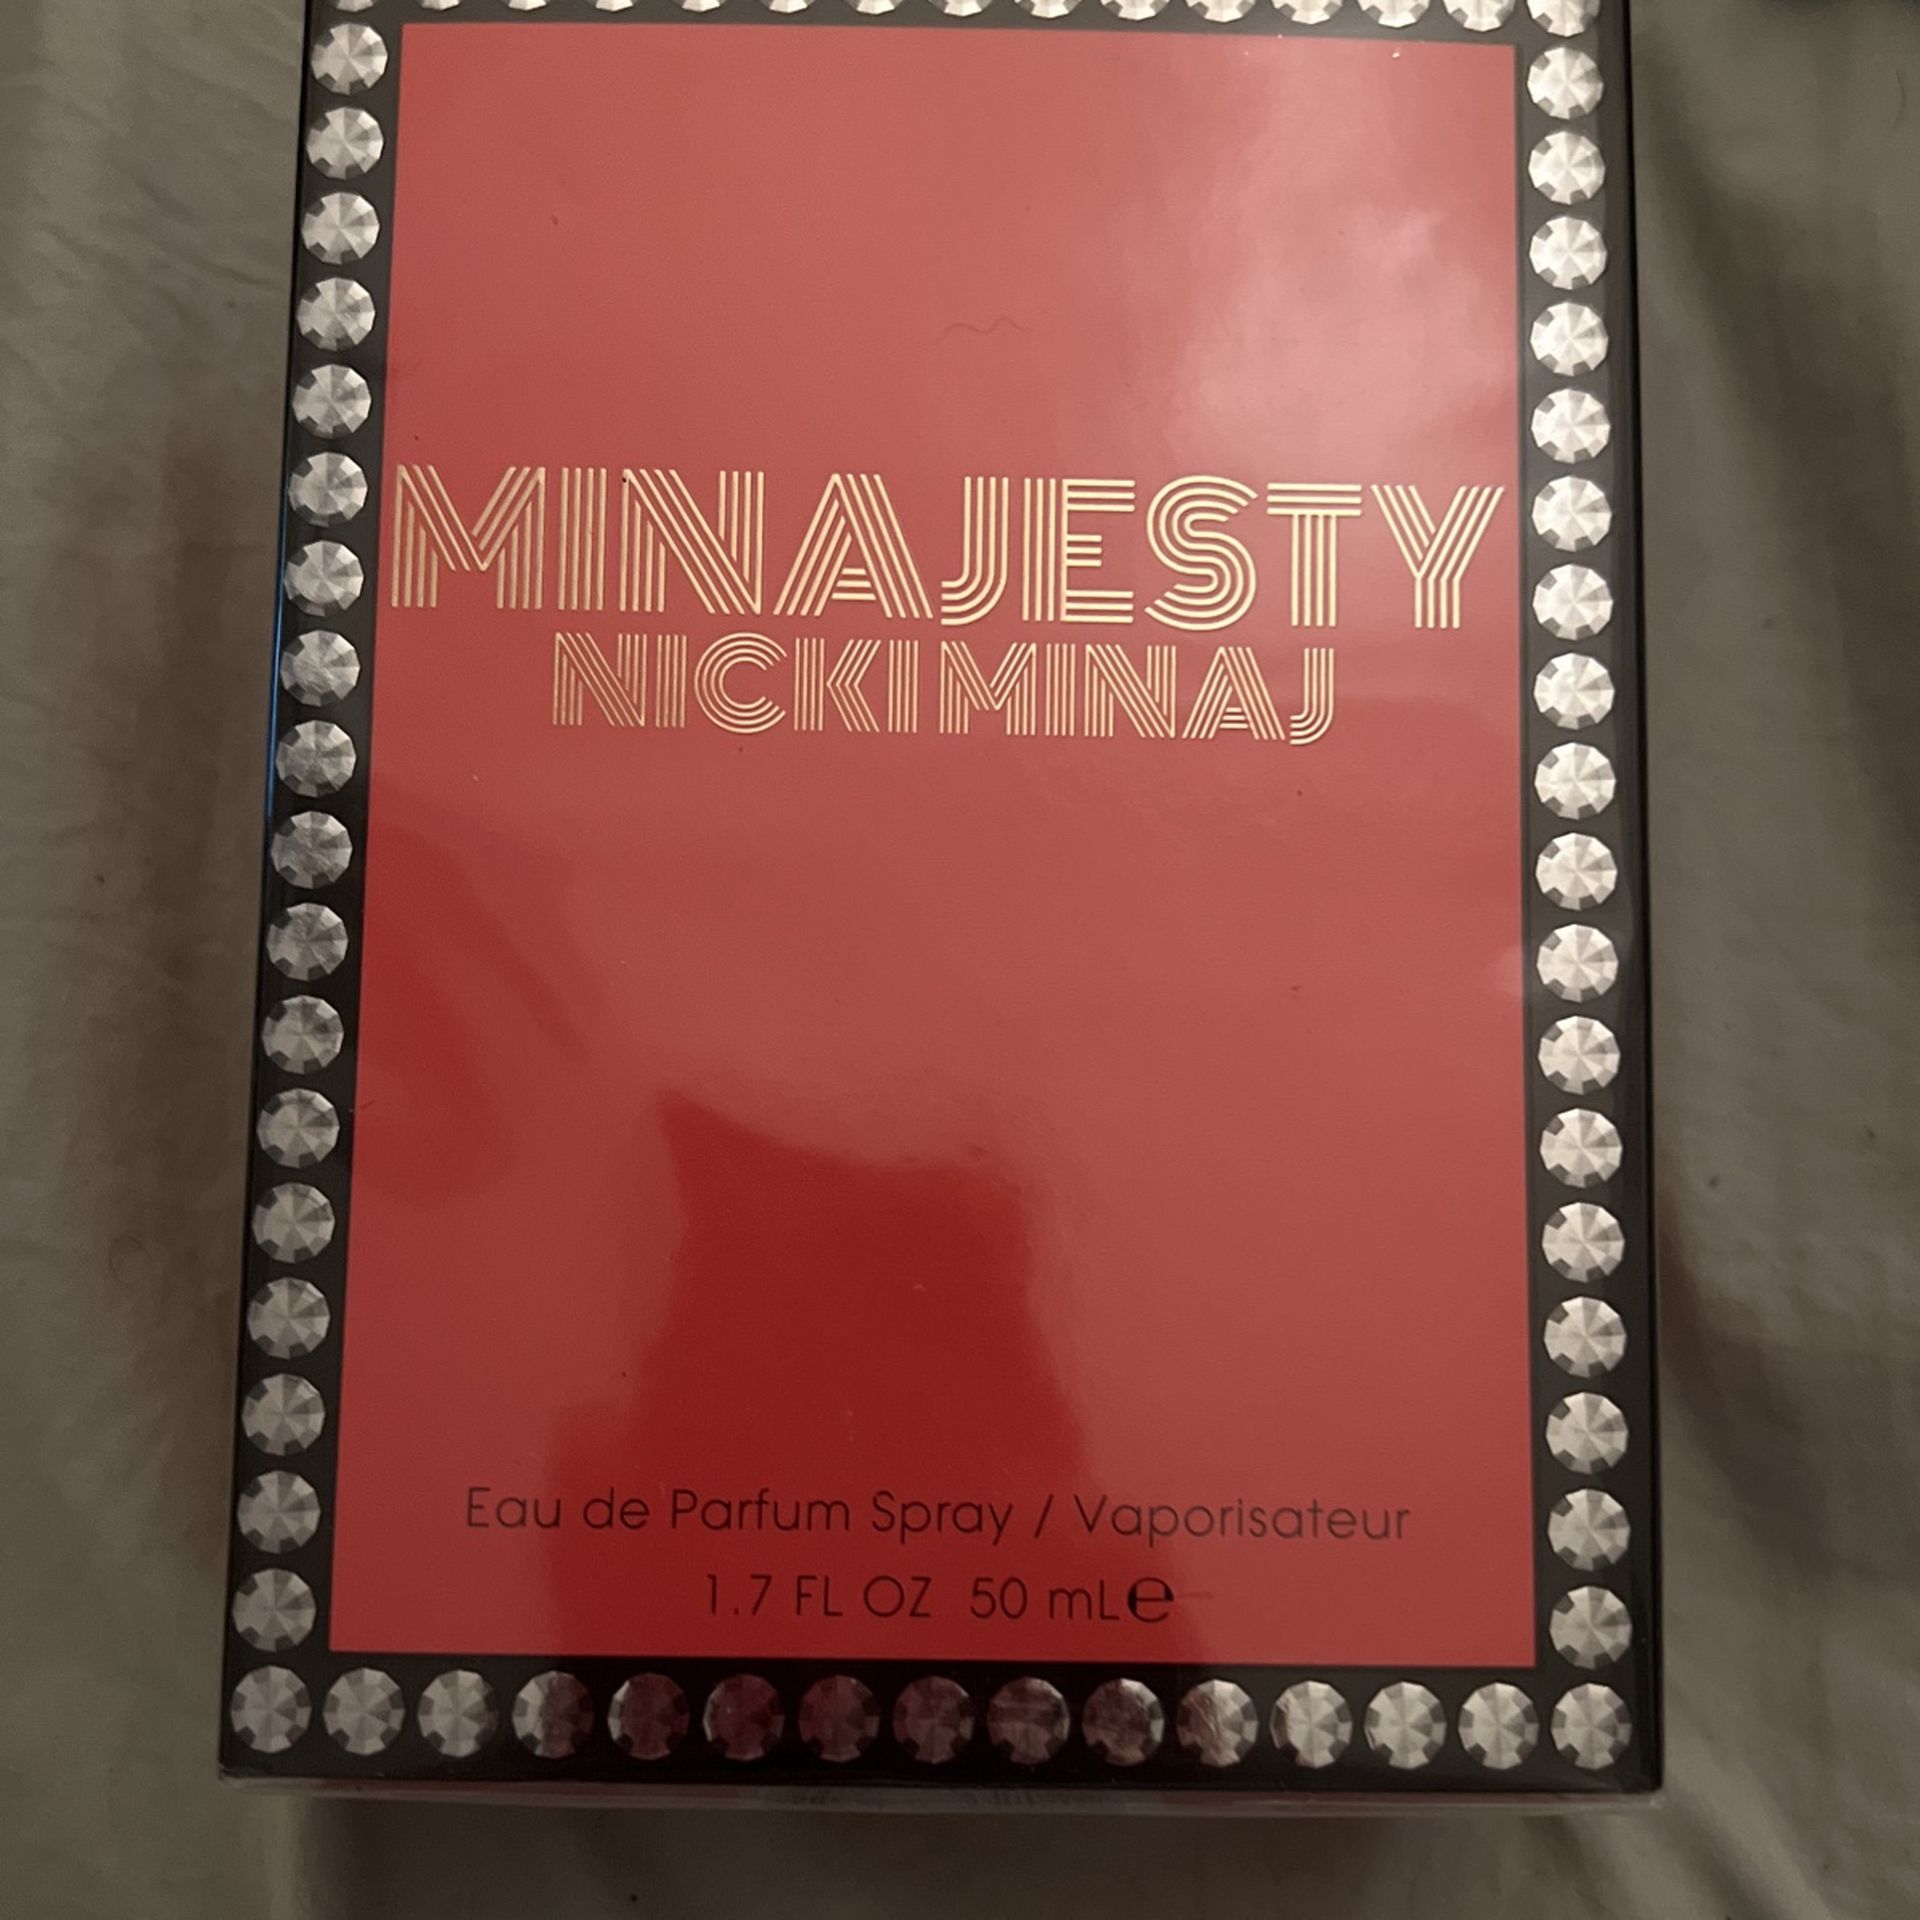 MINAJESTY
NICKI MINAJ
Eau de Parfum Spray / Vaporisateur
1.7 FL OZ 50 mL℮